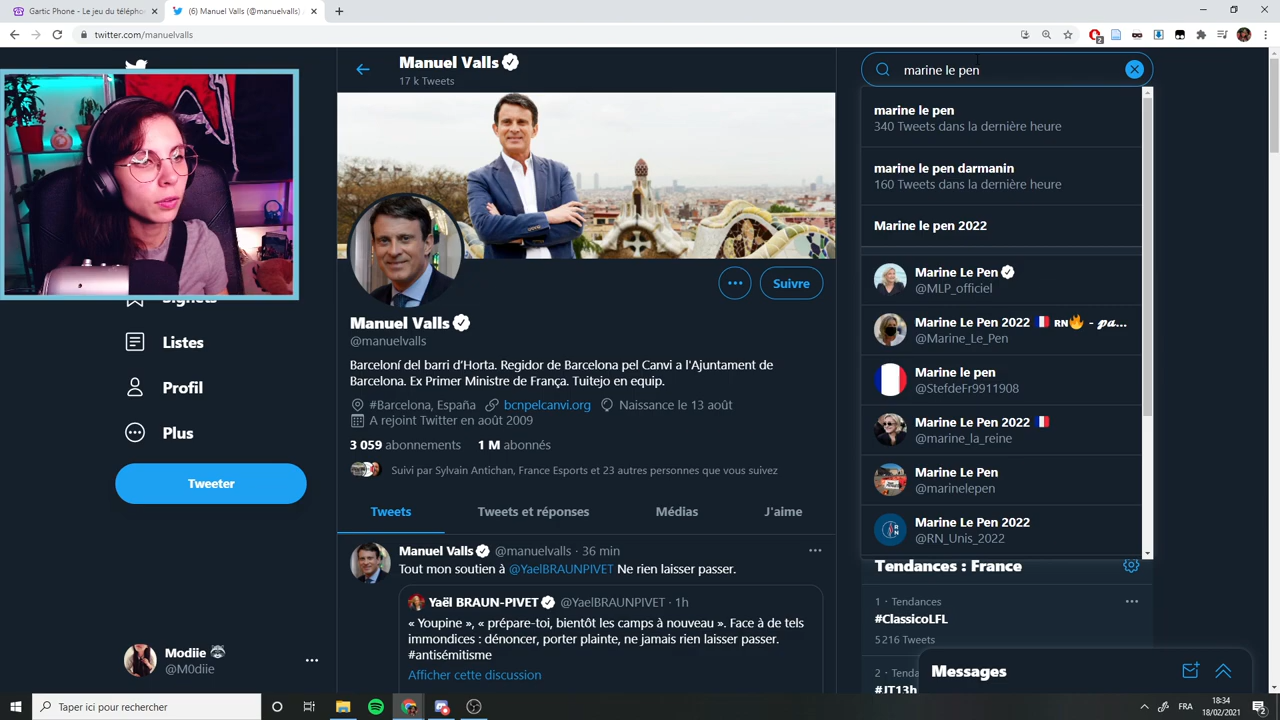 Gartic Phone - Le jeu du téléphon
(6) Manuel Valls (@manuelvalls)
twitter.com/manuelvalls
2
Manuel Valls
17 k Tweets
marine le pen
marine le pen
340 Tweets dans la dernière heure
marine le pen darmanin
160 Tweets dans la dernière heure
Marine le pen 2022
Marine Le Pen
@MLP_officiel
Marine Le Pen 2022 🇫🇷 ʀɴ🔥 - 𝓹𝓪...
@Marine_Le_Pen
Marine le pen
@StefdeFr9911908
Marine Le Pen 2022 🇫🇷
@marine_la_reine
Marine Le Pen
@marinelepen
Marine Le Pen 2022
@RN_Unis_2022
Suivre
Manuel Valls
@manuelvalls
Barceloní del barri d'Horta. Regidor de Barcelona pel Canvi a l'Ajuntament de
Barcelona. Ex Primer Ministre de França. Tuitejo en equip.
#Barcelona, España bcnpelcanvi.org Naissance le 13 août
A rejoint Twitter en août 2009
3 059 abonnements 1 M abonnés
Suivi par Sylvain Antichan, France Esports et 23 autres personnes que vous suivez
Tweets Tweets et réponses Médias J'aime
Manuel Valls @manuelvalls · 36 min
Tout mon soutien à @YaelBRAUNPIVET Ne rien laisser passer.
Yaël BRAUN-PIVET @YaelBRAUNPIVET · 1h
« Youpine », « prépare-toi, bientôt les camps à nouveau ». Face à de tels
immondices : dénoncer, porter plainte, ne jamais rien laisser passer.
#antisémitisme
Afficher cette discussion
Signets
Listes
Profil
Plus
Tweeter
Modiie 🦝
@M0diie
Tendances : France
1 · Tendances
#ClassicoLFL
5 216 Tweets
2 · Tenda
#JT13h
Messages
Taper ici pour rechercher
FRA
18:34
18/02/2021
2